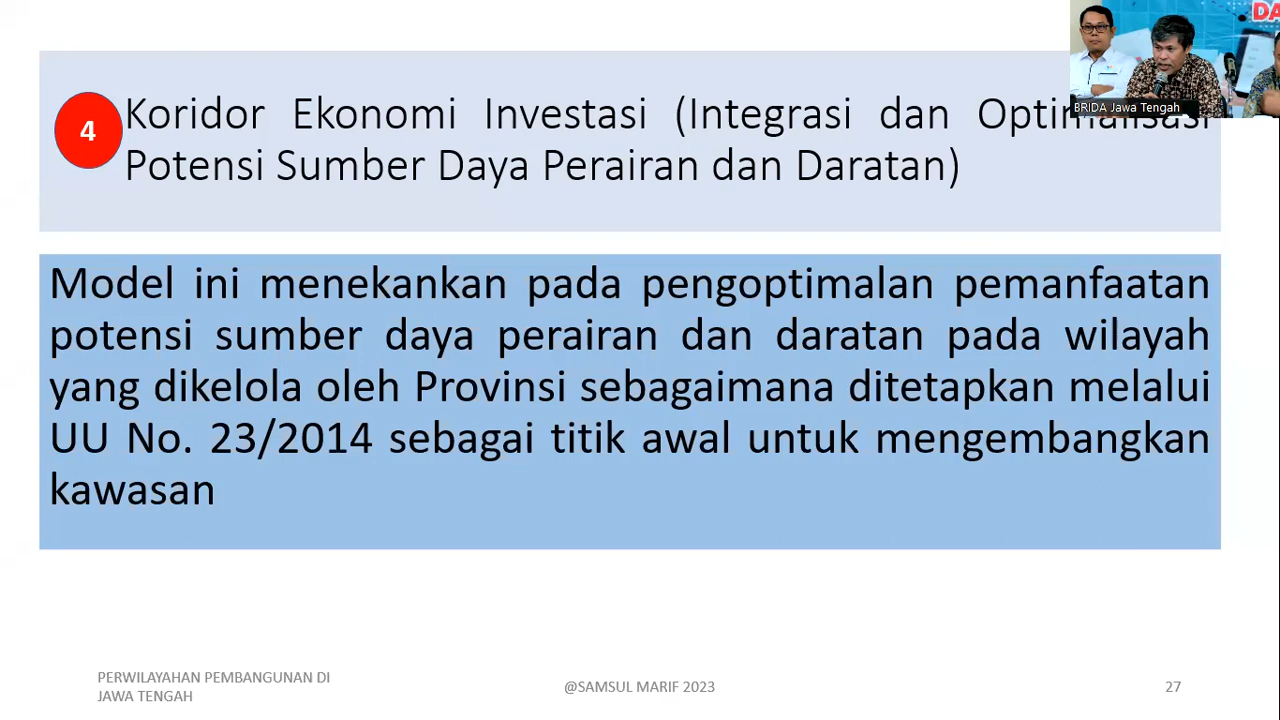 DA
BRIDA Jawa Tengah
4
Koridor Ekonomi Investasi (Integrasi dan Optimalisasi
Potensi Sumber Daya Perairan dan Daratan)
Model ini menekankan pada pengoptimalan pemanfaatan
potensi sumber daya perairan dan daratan pada wilayah
yang dikelola oleh Provinsi sebagaimana ditetapkan melalui
UU No. 23/2014 sebagai titik awal untuk mengembangkan
kawasan
PERWILAYAHAN PEMBANGUNAN DI
JAWA TENGAH
@SAMSUL MARIF 2023
27